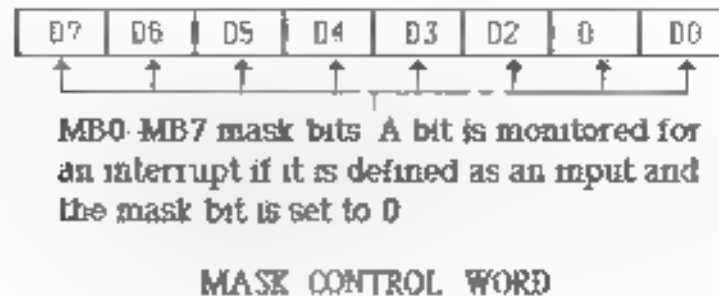 D7 D6 D5 D4 D3 D2 0 D0
MB0-MB7 mask bits A bit is monitored for
an interrupt if it is defined as an input and
the mask bit is set to 0
MASK CONTROL WORD